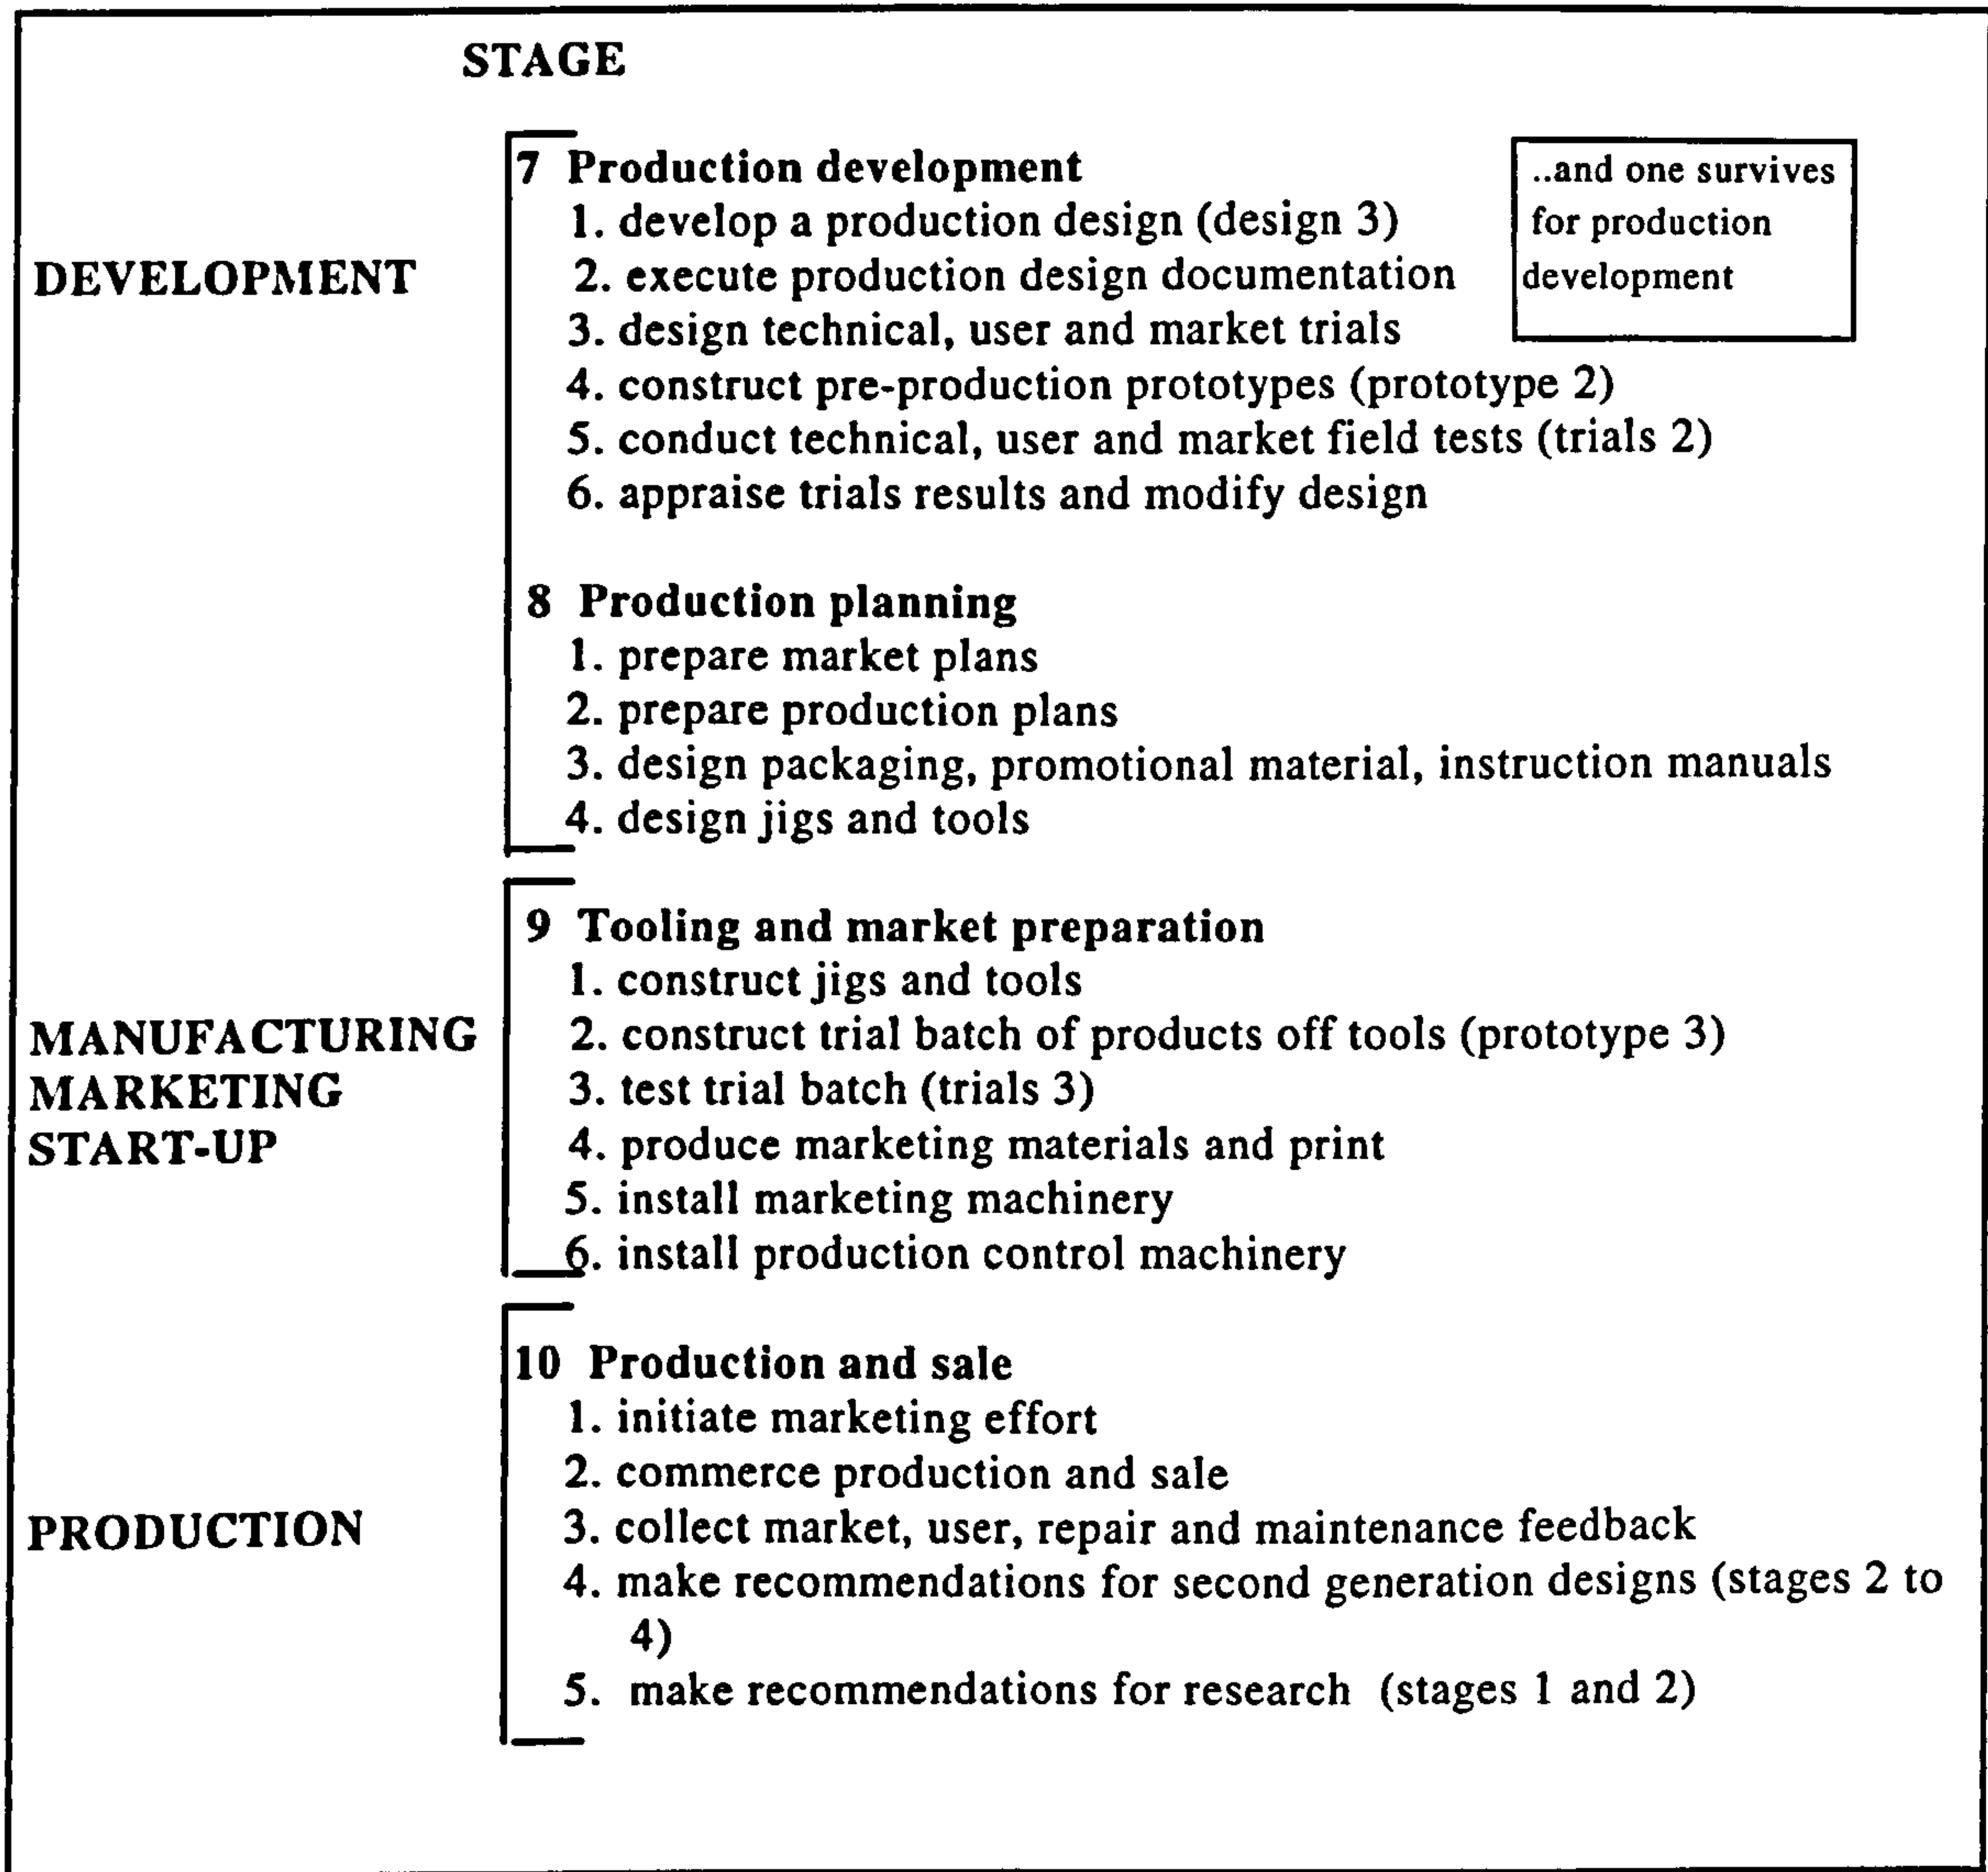 STAGE
7 Production development
1. develop a production design (design 3)
2. execute production design documentation
3. design technical, user and market trials
4. construct pre-production prototypes (prototype 2)
5. conduct technical, user and market field tests (trials 2)
6. appraise trials results and modify design
..and one survives
for production
development
DEVELOPMENT
8 Production planning
1. prepare market plans
2. prepare production plans
3. design packaging, promotional material, instruction manuals
4. design jigs and tools
9 Tooling and market preparation
1. construct jigs and tools
2. construct trial batch of products off tools (prototype 3)
3. test trial batch (trials 3)
4. produce marketing materials and print
5. install marketing machinery
6. install production control machinery
MANUFACTURING
MARKETING
START-UP
10 Production and sale
1. initiate marketing effort
2. commerce production and sale
3. collect market, user, repair and maintenance feedback
4. make recommendations for second generation designs (stages 2 to
4)
5. make recommendations for research (stages 1 and 2)
PRODUCTION